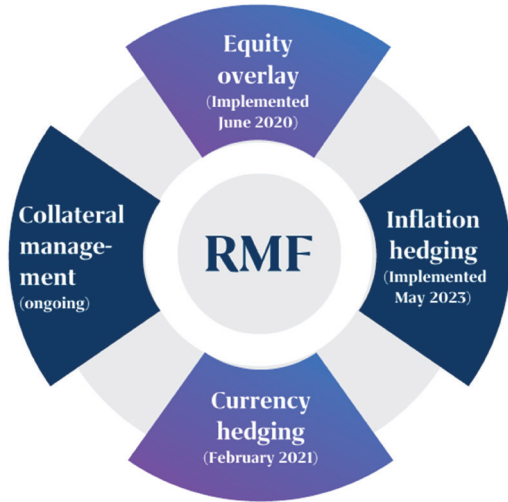 Equity
overlay
(Implemented
June 2020)
Collateral
manage-
ment
(ongoing)
RMF
Inflation
hedging
(Implemented
May 2023)
Currency
hedging
(February 2021)